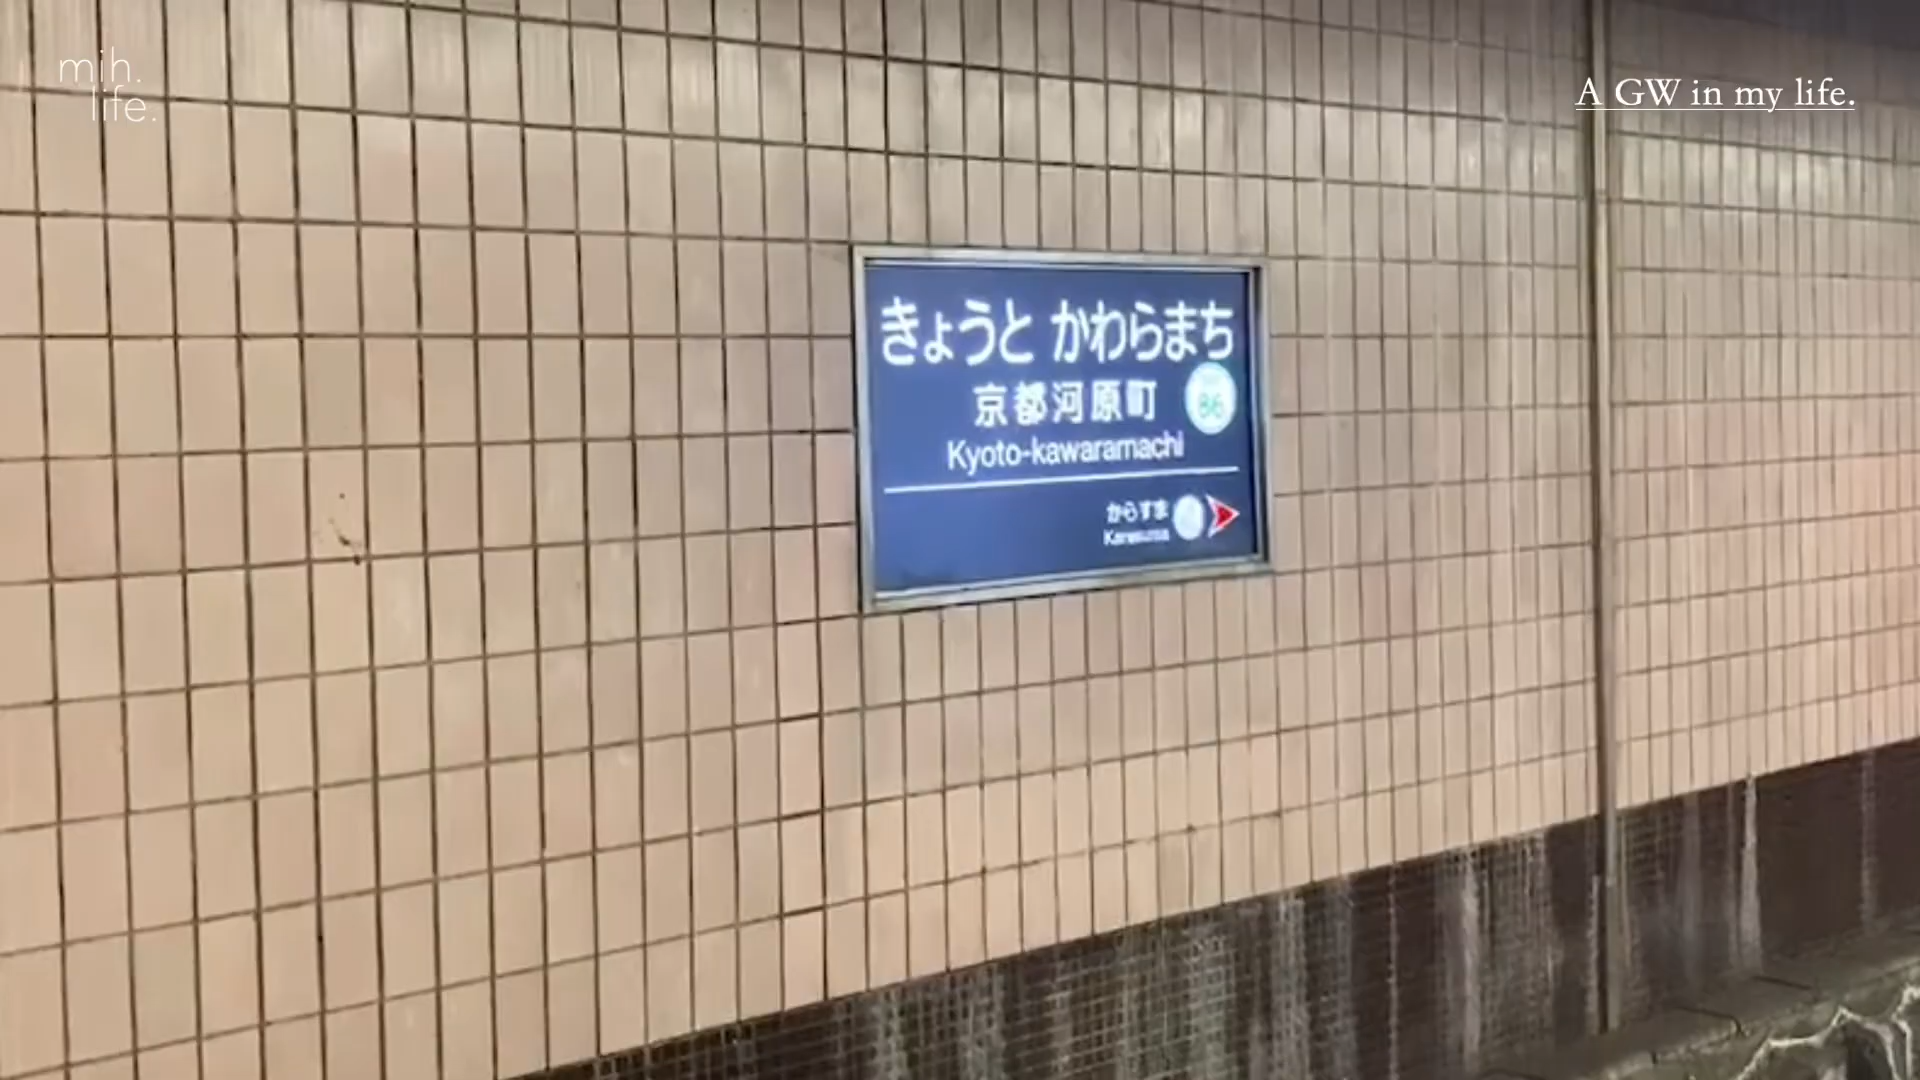 mih.
life.
A GW in my life.
きょうと かわらまち
京都河原町
86
Kyoto-kawaramachi
からすま